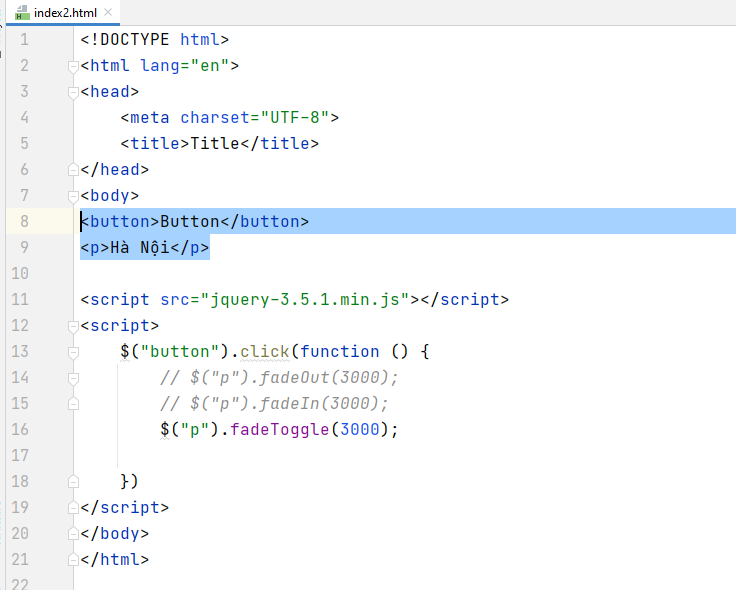 index2.html
1 <!DOCTYPE html>
2 <html lang="en">
3 <head>
4     <meta charset="UTF-8">
5     <title>Title</title>
6 </head>
7 <body>
8 <button>Button</button>
9 <p>Hà Nội</p>
10
11 <script src="jquery-3.5.1.min.js"></script>
12 <script>
13     $("button").click(function () {
14         // $("p").fadeOut(3000);
15         // $("p").fadeIn(3000);
16         $("p").fadeToggle(3000);
17
18     })
19 </script>
20 </body>
21 </html>
22